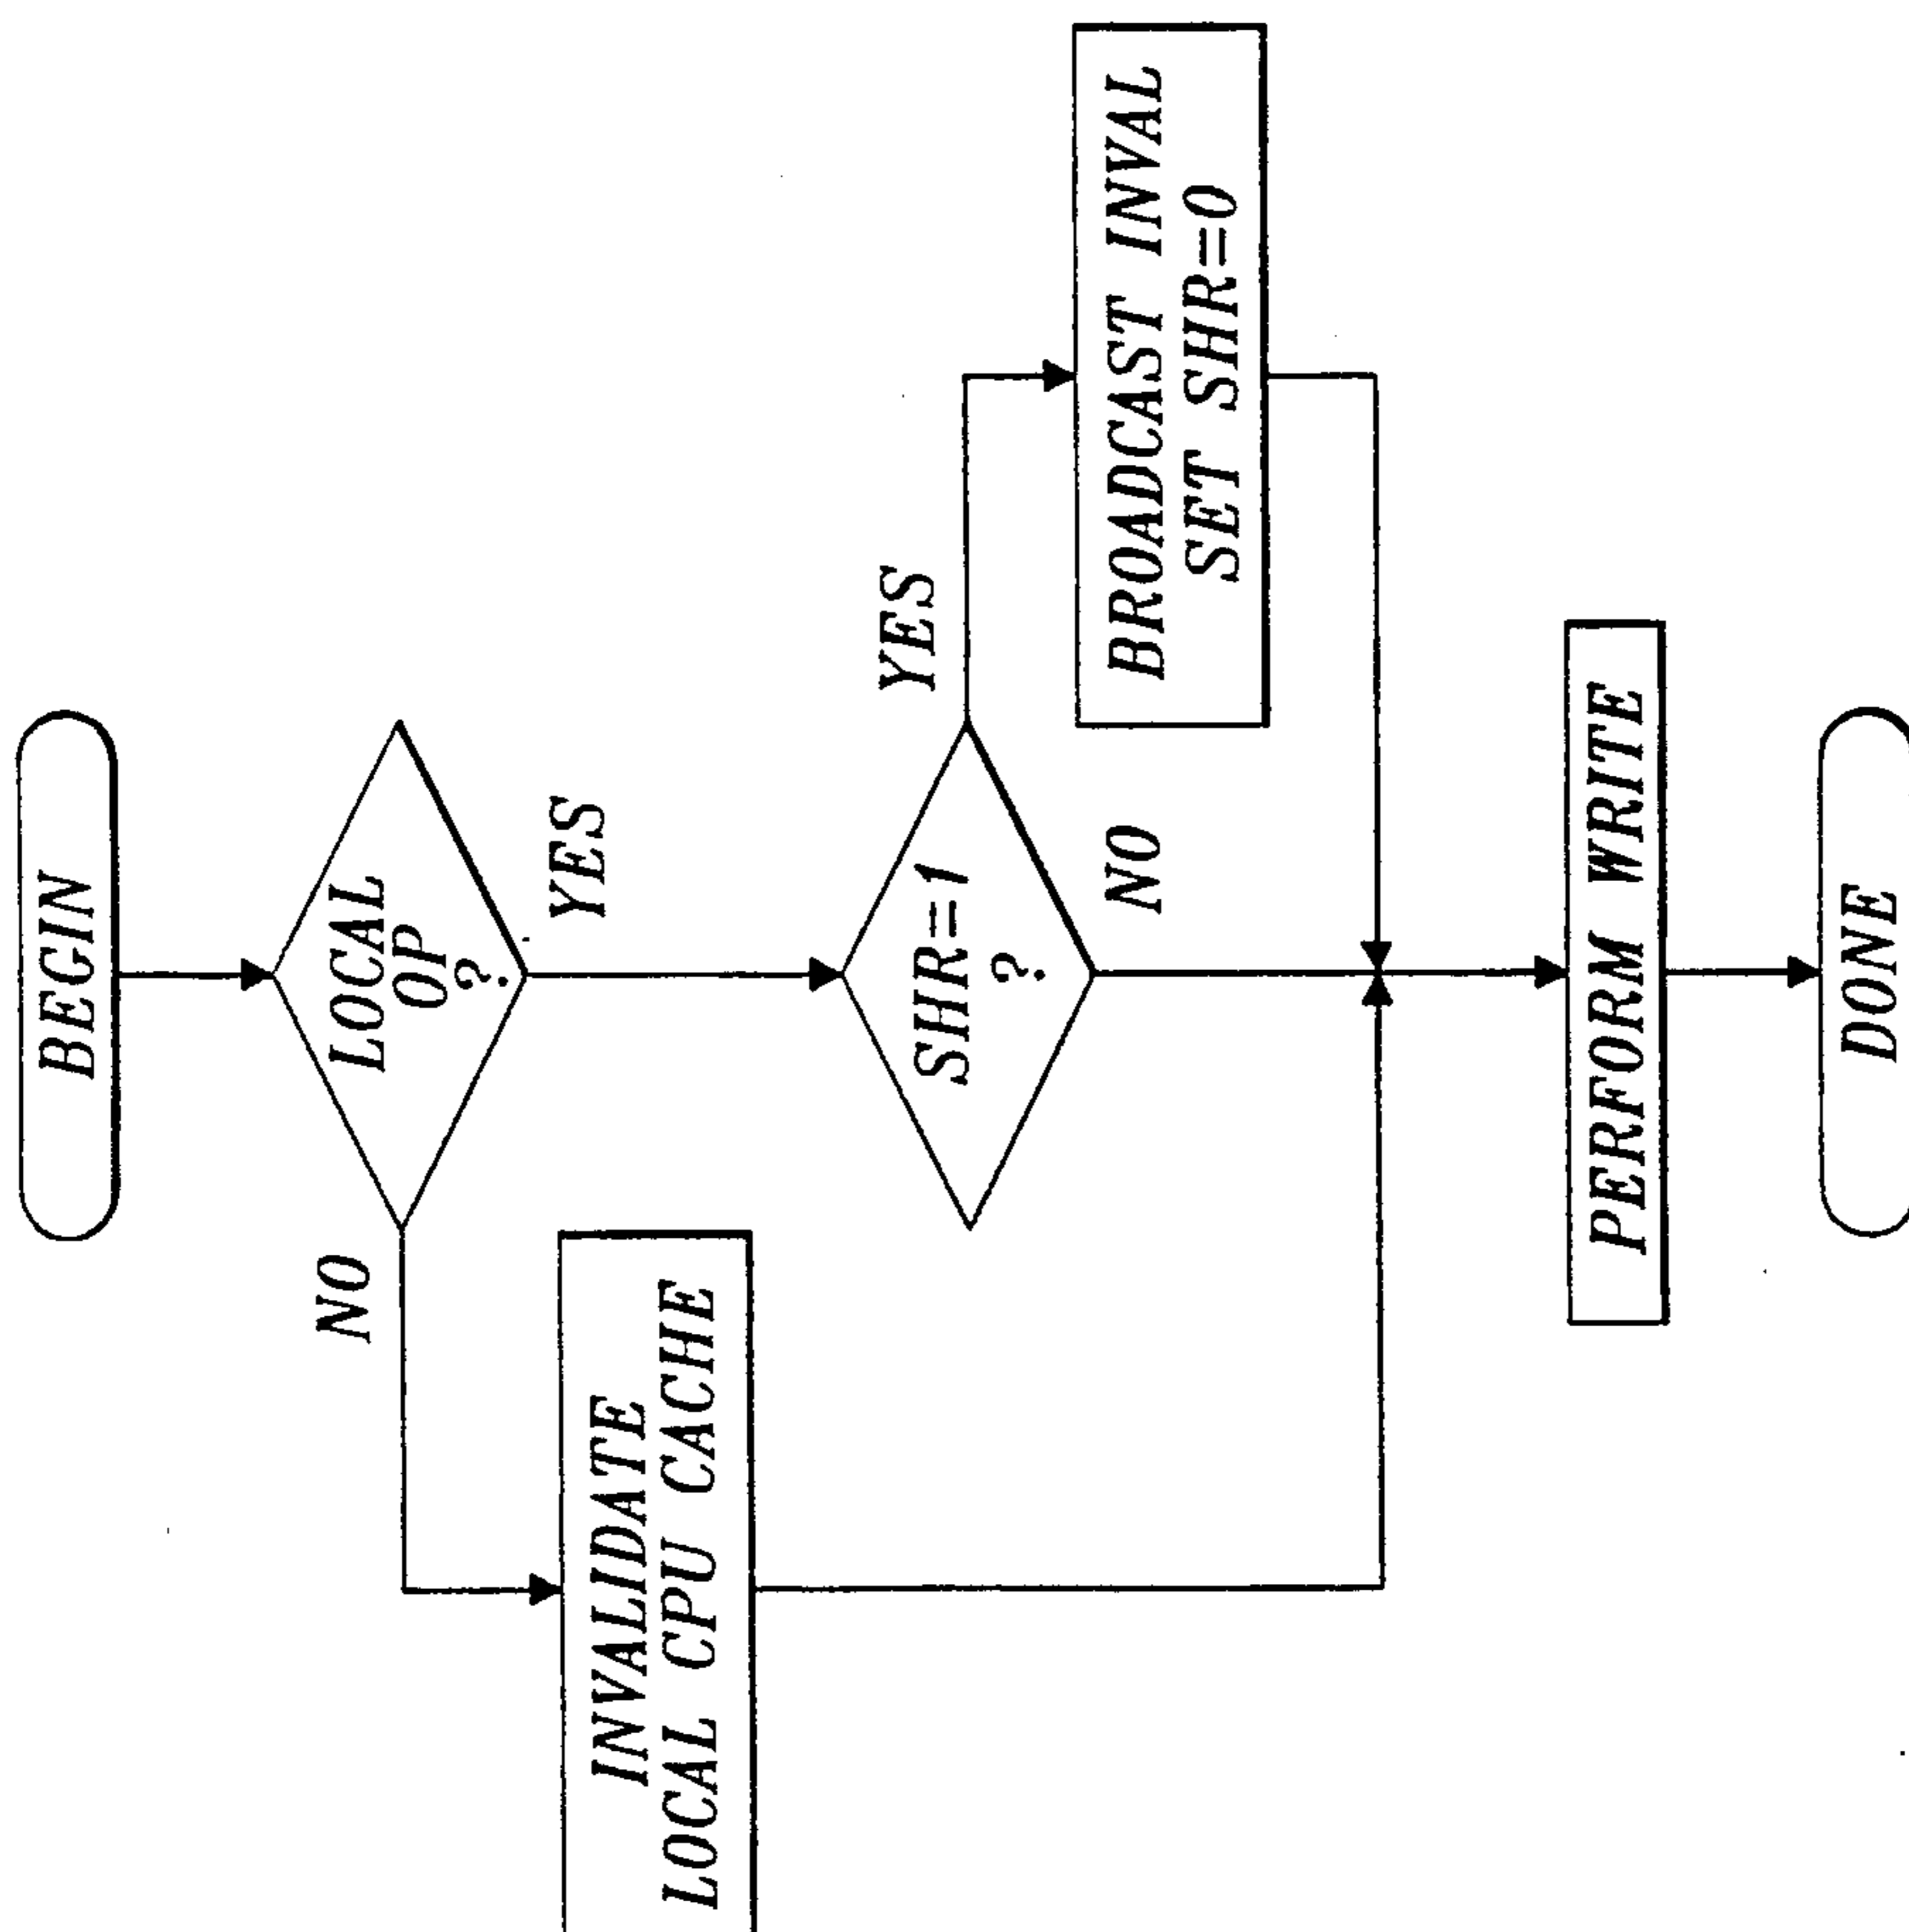 BEGIN
LOCAL
OP
?
NO
YES
INVALIDATE
LOCAL CPU CACHE
SHR=1
?
YES
NO
BROADCAST INVAL
SET SHR=0
PERFORM WRITE
DONE